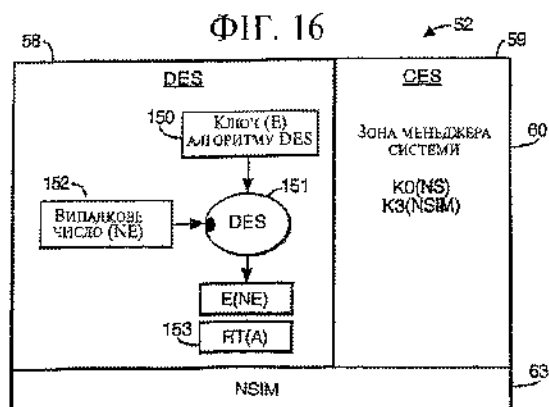 ФІГ. 16
52
58
59
DES
CES
150
Ключ (E)
АЛГОРИТМУ DES
ЗОНА МЕНЕДЖЕРА
СИСТЕМИ
60
152
151
ВИПАДКОВЕ
ЧИСЛО (NE)
DES
K0(NS)
K3(NSIM)
E(NE)
153
RT(A)
NSIM
63